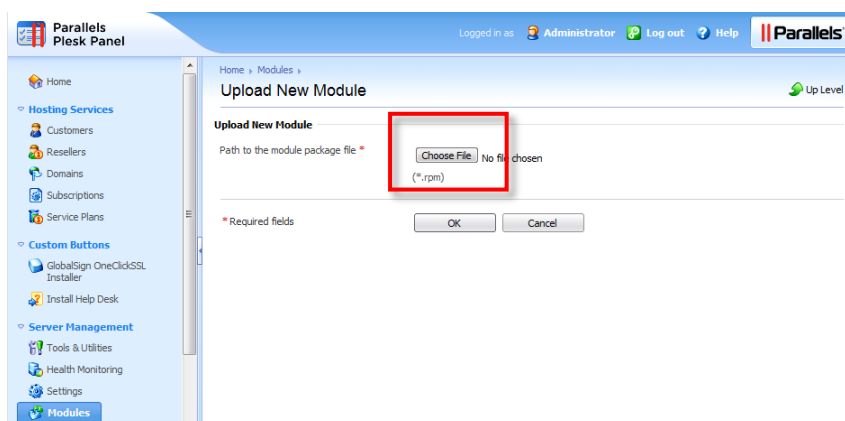 Parallels
Plesk Panel
Logged in as Administrator Log out Help
Parallels
Home
Hosting Services
Customers
Resellers
Domains
Subscriptions
Service Plans
Custom Buttons
GlobalSign OneClickSSL
Installer
Install Help Desk
Server Management
Tools & Utilities
Health Monitoring
Settings
Modules
Home › Modules ›
Upload New Module
Up Level
Upload New Module
Path to the module package file *
Choose File No file chosen
(*.rpm)
* Required fields
OK Cancel